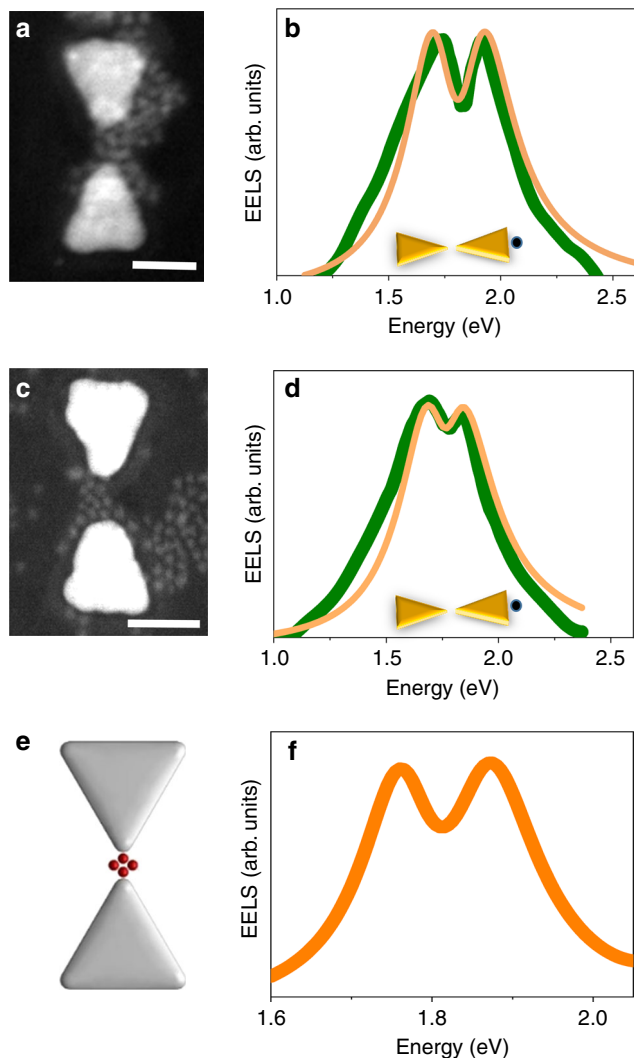 a
b
EELS (arb. units)
1.0
1.5
2.0
2.5
Energy (eV)
c
d
EELS (arb. units)
1.0
1.5
2.0
2.5
Energy (eV)
e
f
EELS (arb. units)
1.6
1.8
2.0
Energy (eV)